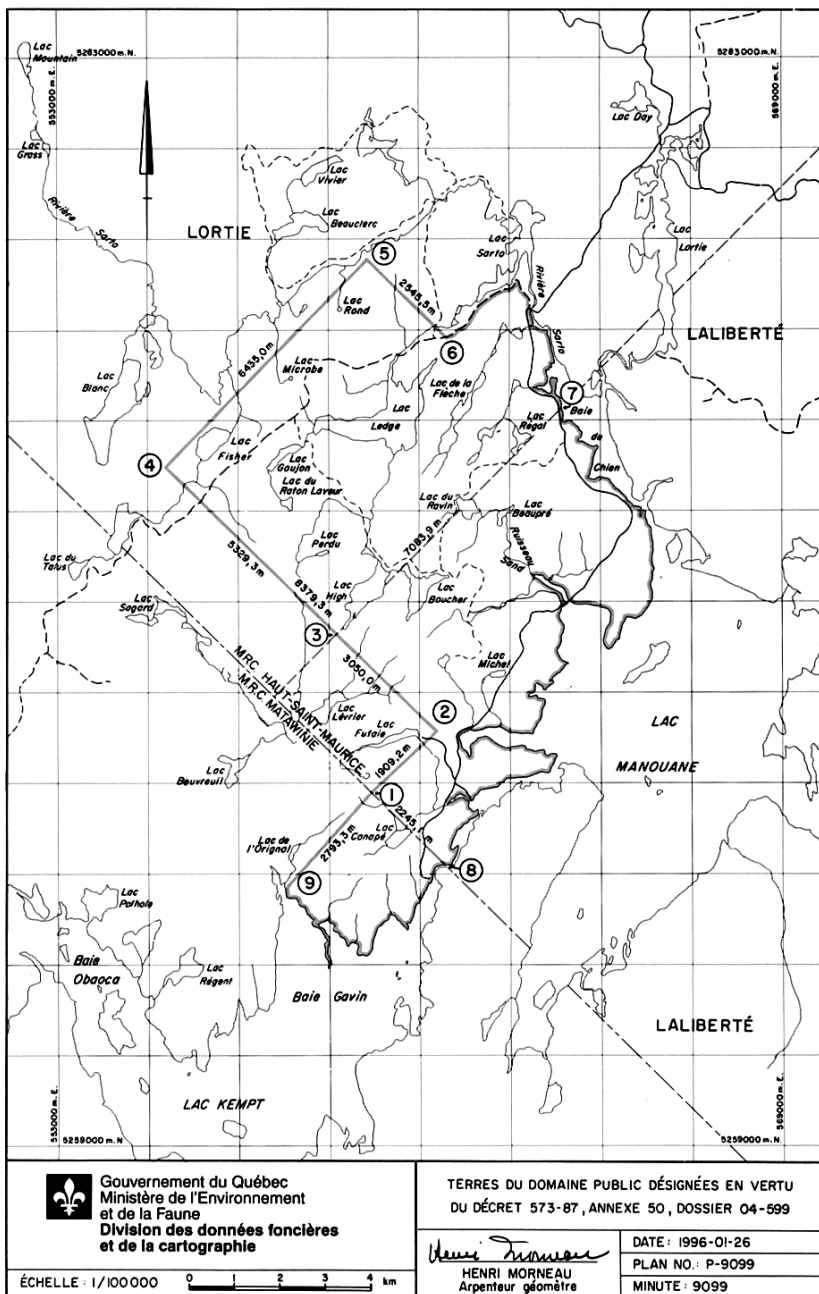 Lac
Mountain
5283000 m. N.
5283000 m. N.
553000 m. E.
569000 m. E.
Lac Day
Lac
Grass
Lac
Vivier
Rivière
Sarto
LORTIE
Lac
Beauclerc
Lac
Sarto
Lac
Lortie
5
2545,5 m
Rivière
Sarto
Lac
Rond
6
LALIBERTÉ
6435,0 m
Lac
Microbe
Lac
Blanc
Lac de la
Flèche
7
Baie
du
Chien
Lac
Ledge
Lac
Régal
4
Lac
Fisher
Lac
Goujon
Lac du
Raton Laveur
Lac du
Ravin
Lac
Beaupré
7083,9 m
Ruisseau
Sand
Lac
Perdu
5329,3 m
8379,3 m
Lac du
Talus
Lac
High
Lac
Boucher
Lac
Sagard
3
3050,0 m
Lac
Michel
MRC. HAUT-SAINT-MAURICE
M.R.C MATAWINIE
2
Lac
Lévrier
Lac
Futaie
LAC
MANOUANE
1909,2 m
Lac
Beuvreuil
1
2245,
m
Lac
Canapé
Lac de
l'Orignal
2793,3 m
8
9
Lac
Pothole
Baie
Obaoca
Lac
Régent
Baie Gavin
LALIBERTÉ
LAC KEMPT
553000 m. E.
569000 m. E.
5259000 m. N
5259000 m. N
Gouvernement du Québec
Ministère de l'Environnement
et de la Faune
Division des données foncières
et de la cartographie
ÉCHELLE : 1/100000
0 1 2 3 4 km
TERRES DU DOMAINE PUBLIC DÉSIGNÉES EN VERTU
DU DÉCRET 573-87, ANNEXE 50, DOSSIER 04-599
Henri Morneau
HENRI MORNEAU
Arpenteur géomètre
DATE: 1996-01-26
PLAN NO.: P-9099
MINUTE: 9099